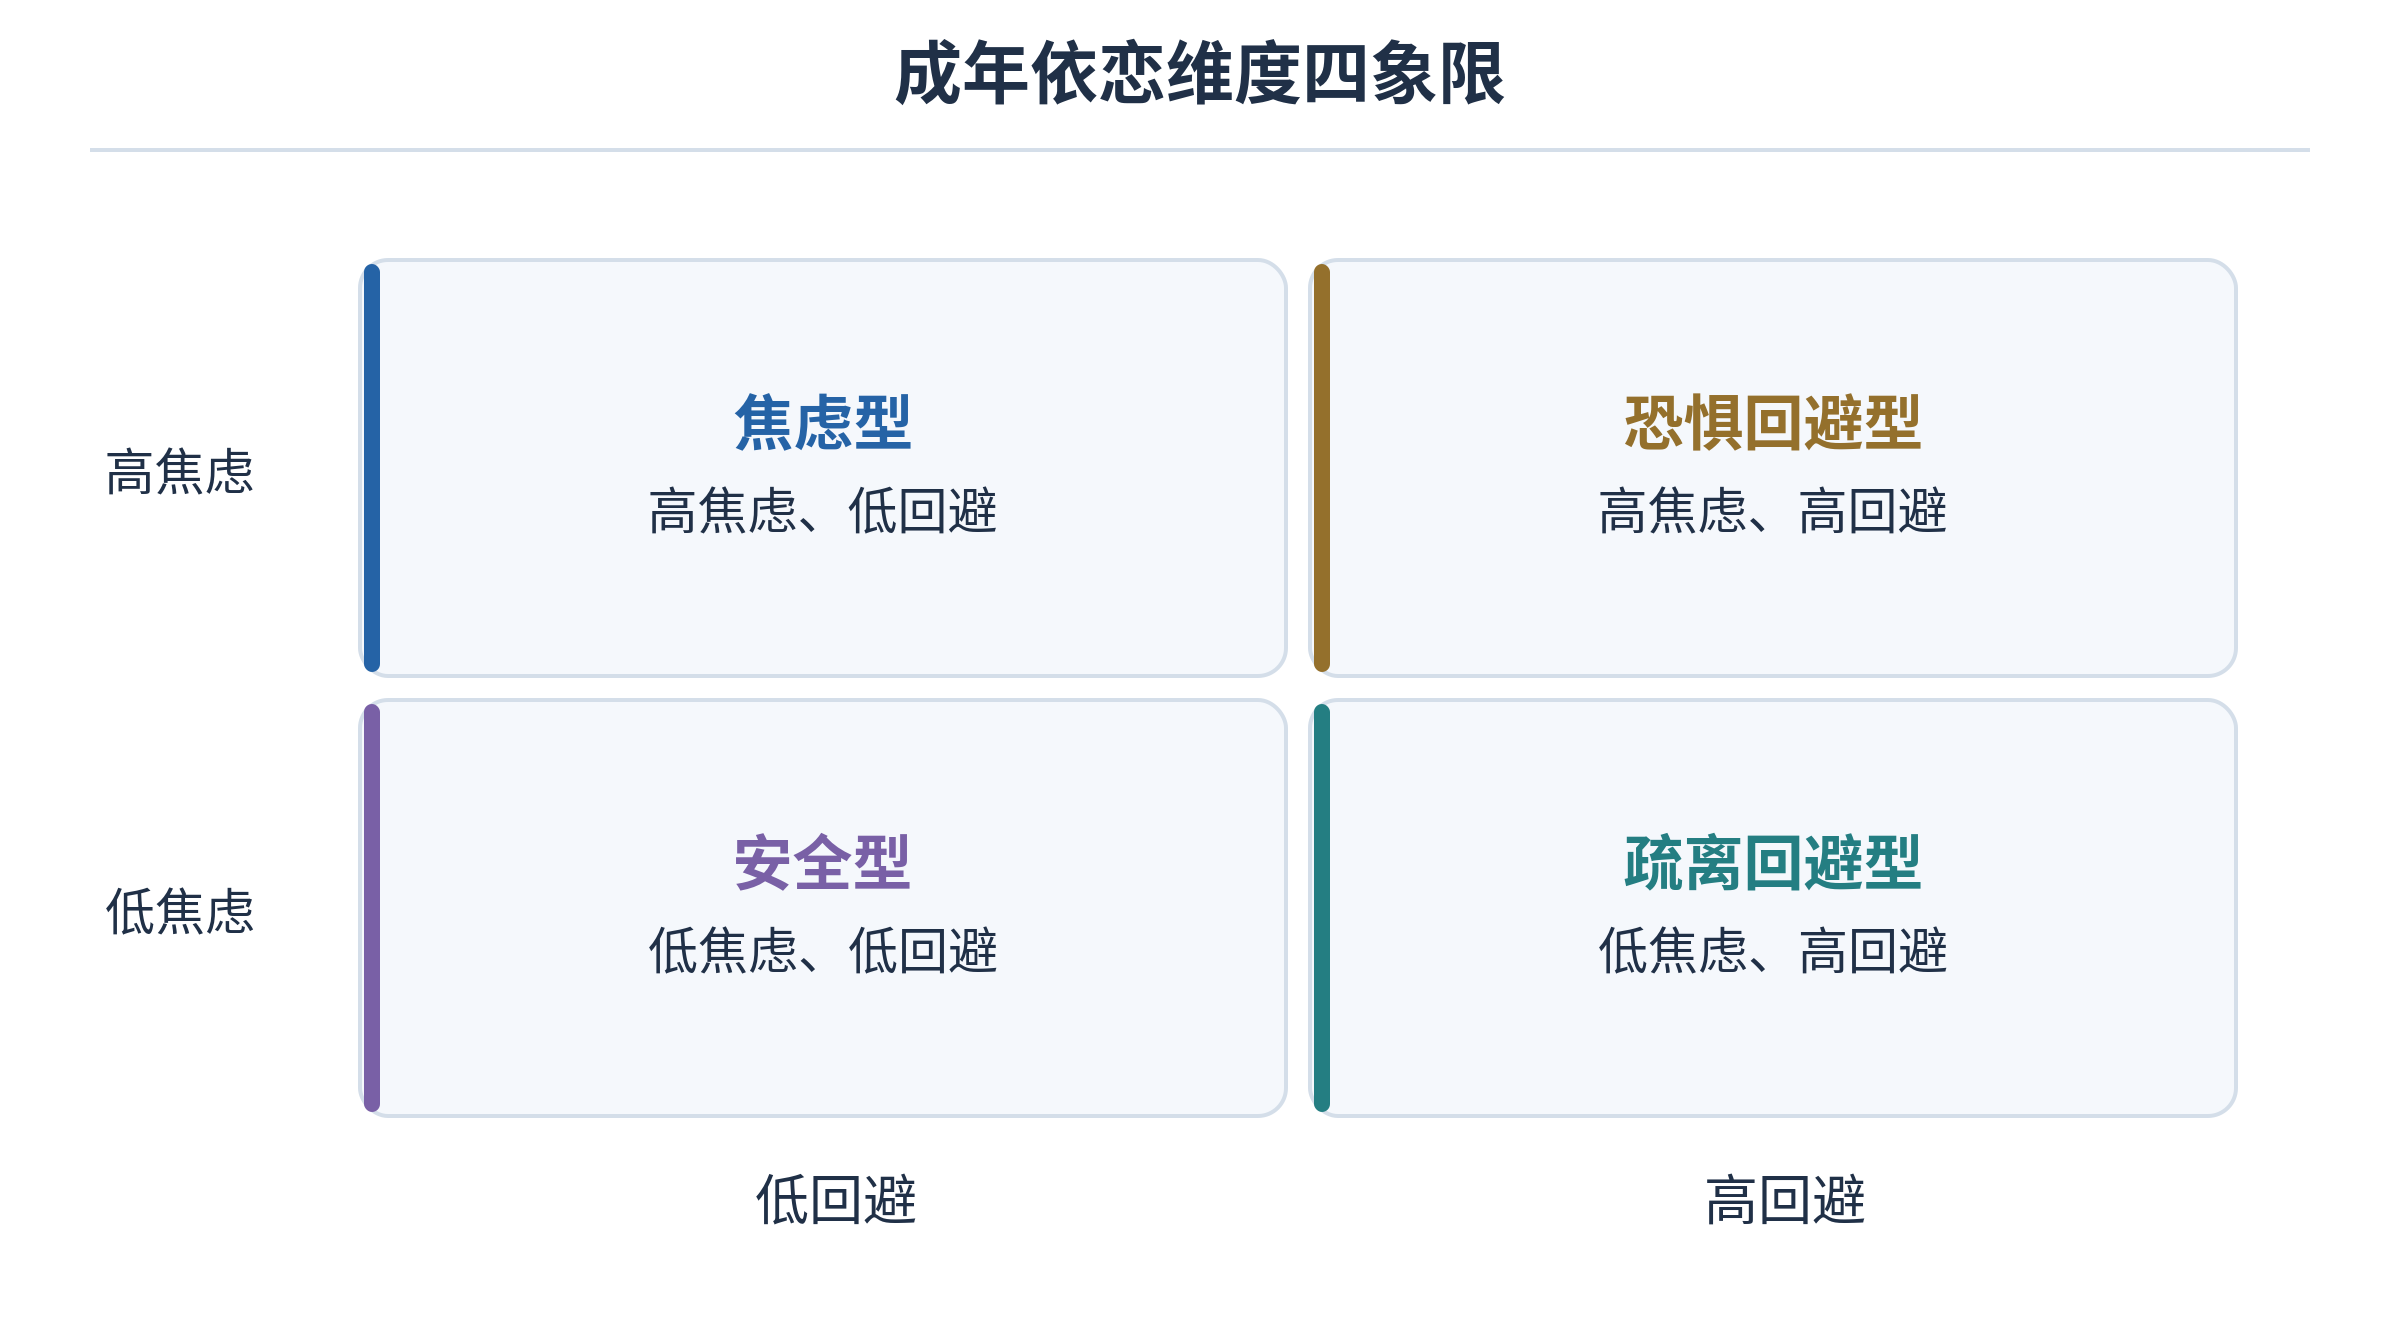 成年依恋维度四象限
高焦虑
焦虑型
高焦虑、低回避
恐惧回避型
高焦虑、高回避
低焦虑
安全型
低焦虑、低回避
疏离回避型
低焦虑、高回避
低回避
高回避